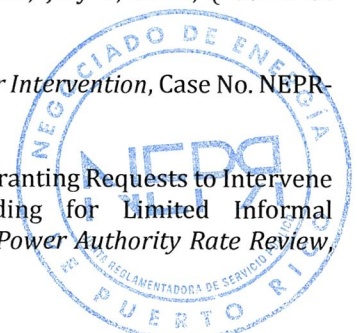 r Intervention, Case No. NEPR-
ranting Requests to Intervene
ding for Limited Informal
Power Authority Rate Review,
NEGOCIADO DE ENERGÍA
NEPR
JUNTA REGLAMENTADORA DE SERVICIO PÚBLICO
DE PUERTO RICO